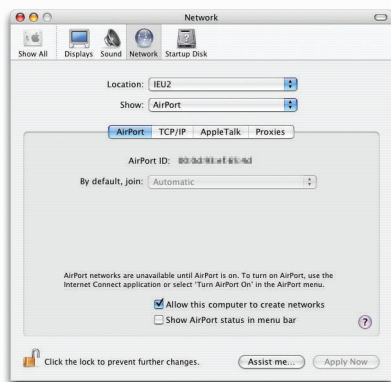 Network
Show All Displays Sound Network Startup Disk
Location: IEU2
Show: AirPort
AirPort TCP/IP AppleTalk Proxies
AirPort ID:
By default, join: Automatic
AirPort networks are unavailable until AirPort is on. To turn on AirPort, use the
Internet Connect application or select 'Turn AirPort On' in the AirPort menu.
Allow this computer to create networks
Show AirPort status in menu bar
?
Click the lock to prevent further changes. Assist me... Apply Now